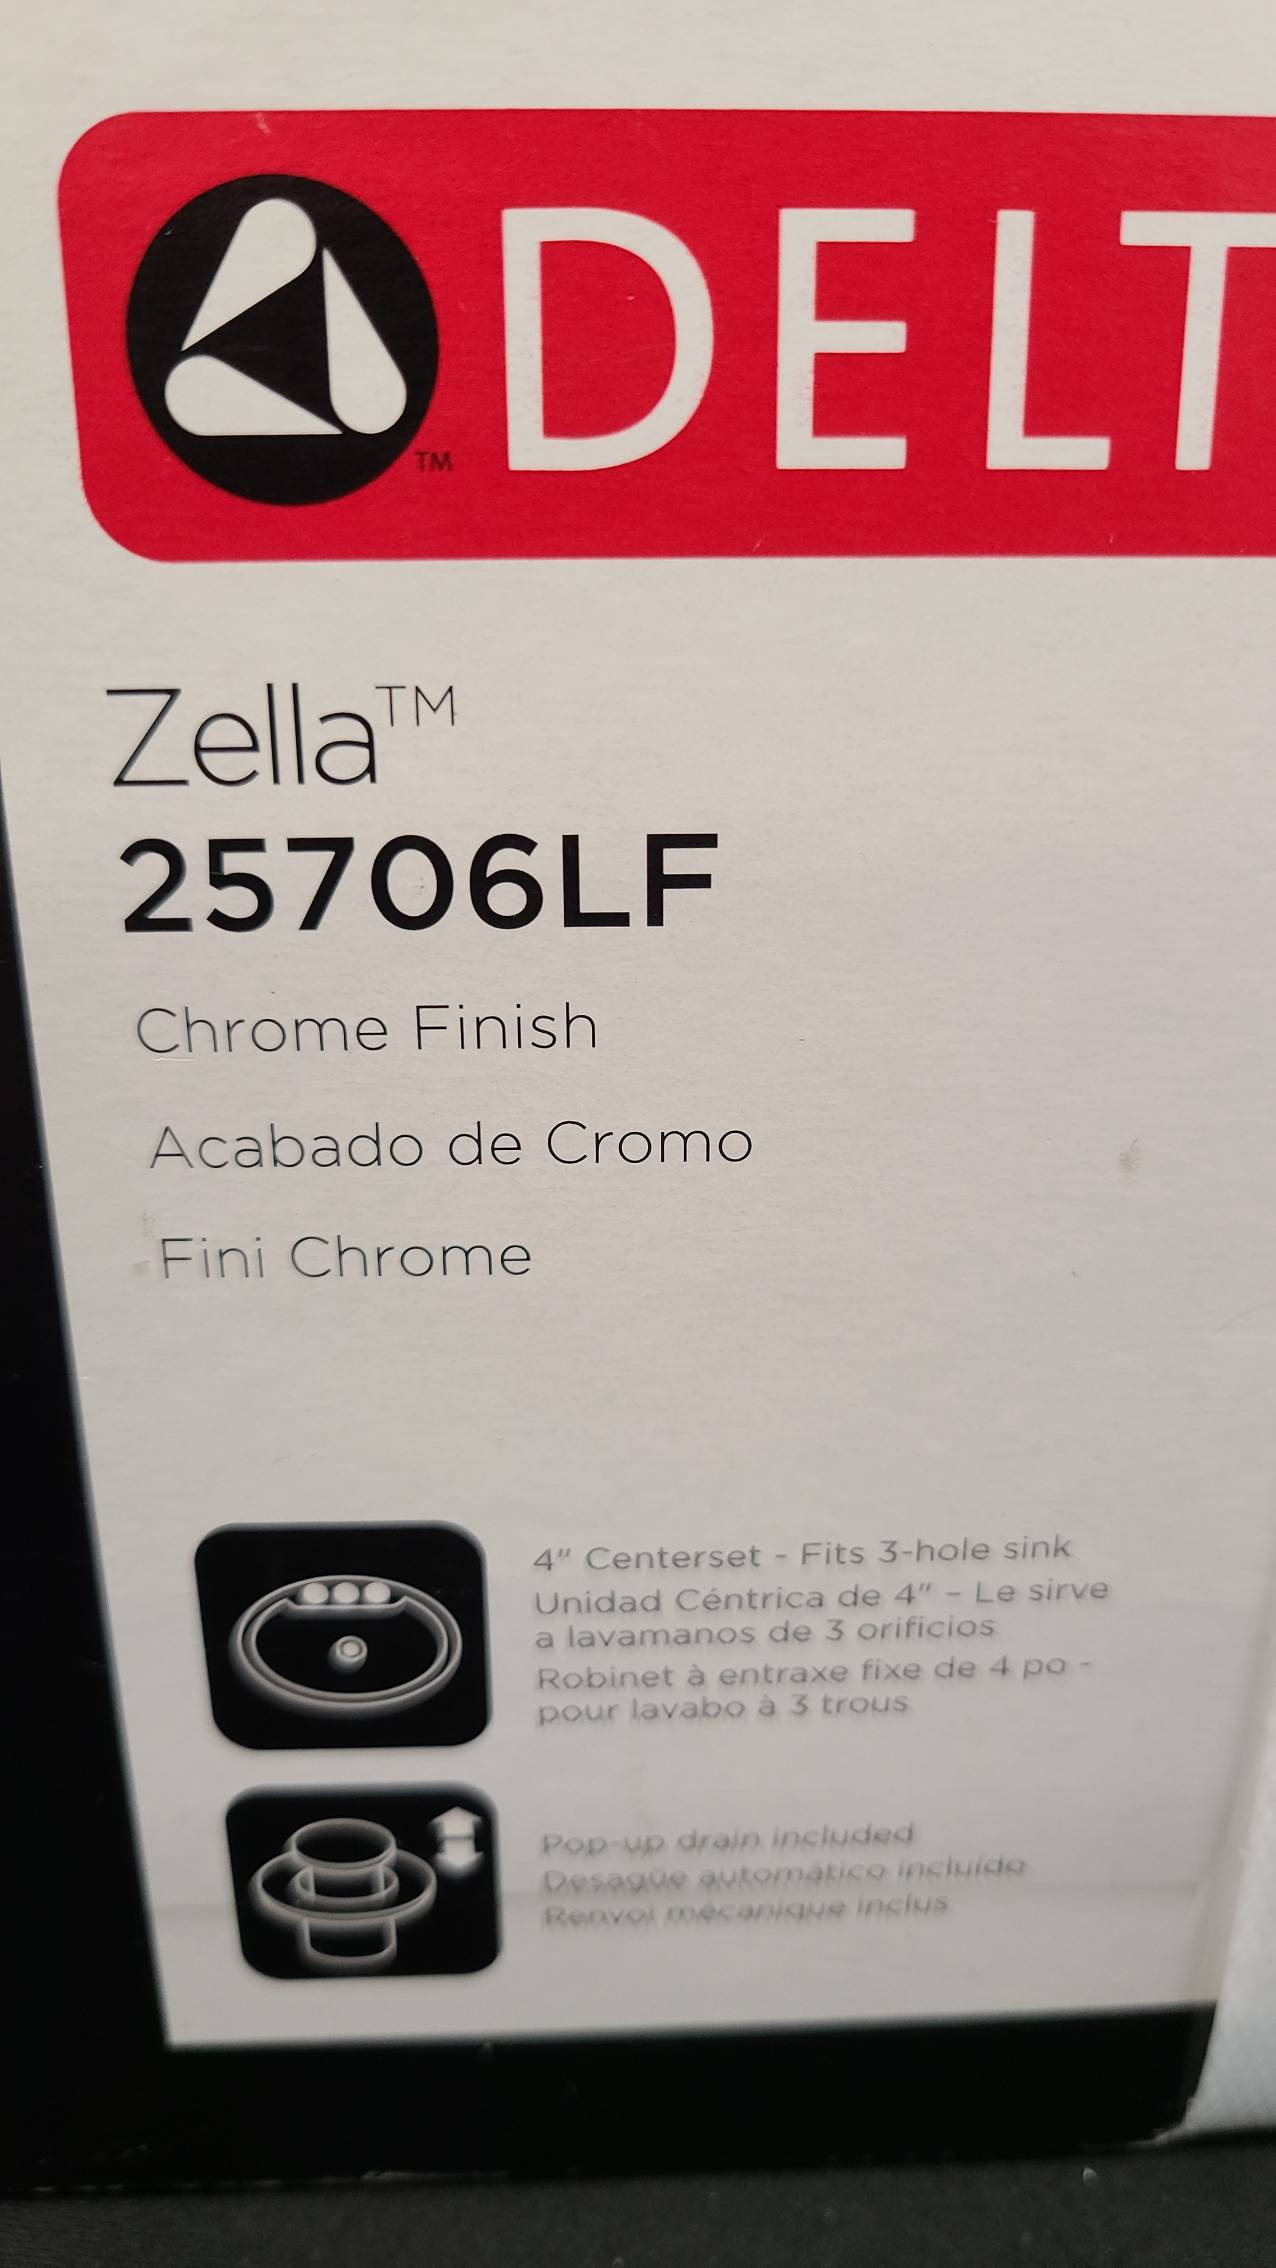 ™ DELT
Zella™
25706LF
Chrome Finish
Acabado de Cromo
Fini Chrome
4" Centerset - Fits 3-hole sink
Unidad Céntrica de 4" – Le sirve
a lavamanos de 3 orificios
Robinet à entraxe fixe de 4 po -
pour lavabo à 3 trous
Pop-up drain included
Desagüe automático incluído
Renvoi mécanique inclus